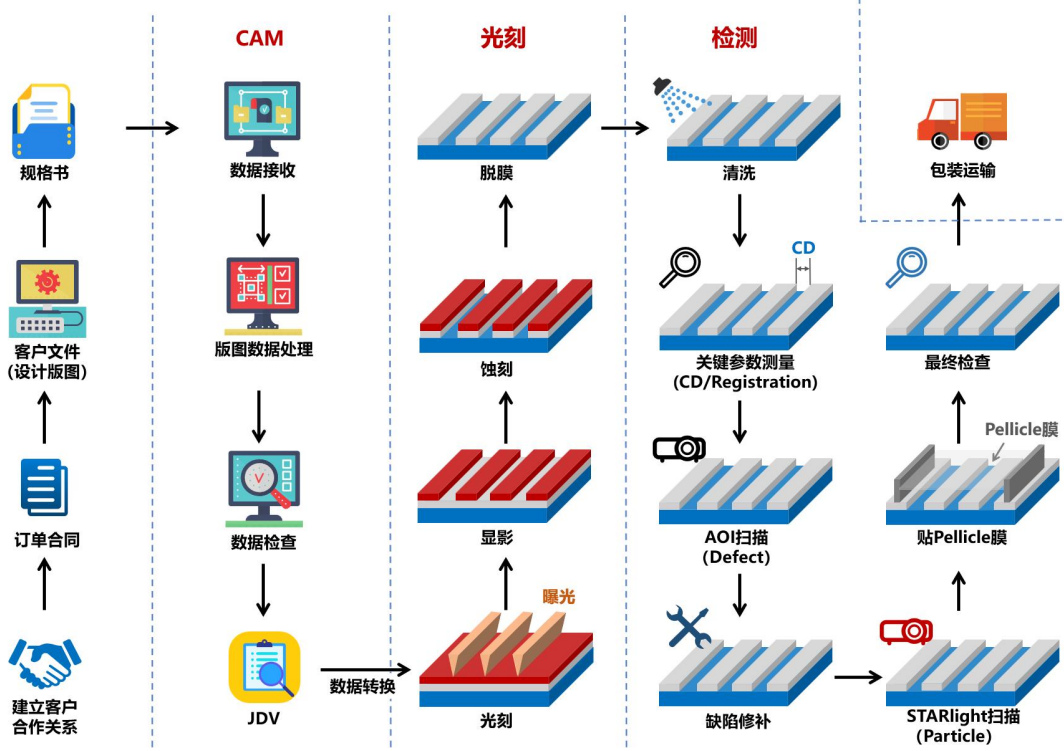 CAM
光刻
检测
规格书
数据接收
脱膜
清洗
包装运输
CD
客户文件
(设计版图)
版图数据处理
蚀刻
关键参数测量
(CD/Registration)
最终检查
Pellicle膜
订单合同
数据检查
显影
AOI扫描
(Defect)
贴Pellicle膜
曝光
建立客户
合作关系
JDV
数据转换
光刻
缺陷修补
STARlight扫描
(Particle)